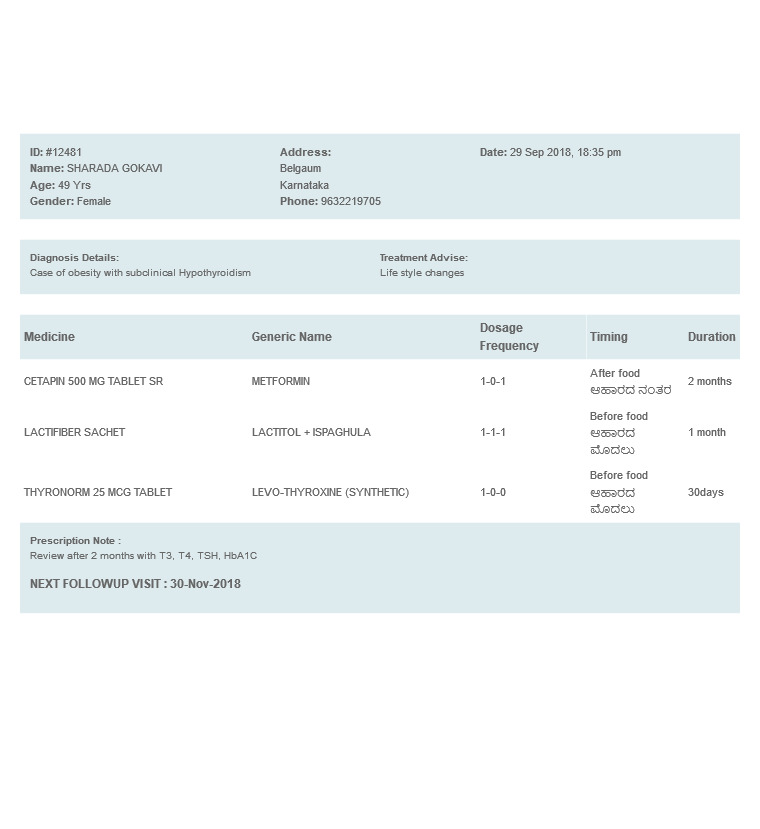 ID: #12481
Name: SHARADA GOKAVI
Age: 49 Yrs
Gender: Female
Address:
Belgaum
Karnataka
Phone: 9632219705
Date: 29 Sep 2018, 18:35 pm
Diagnosis Details:
Case of obesity with subclinical Hypothyroidism
Treatment Advise:
Life style changes
Medicine Generic Name Dosage Frequency Timing Duration
CETAPIN 500 MG TABLET SR METFORMIN 1-0-1 After food 2 months
ಆಹಾರದ ನಂತರ
LACTIFIBER SACHET LACTITOL + ISPAGHULA 1-1-1 Before food 1 month
ಆಹಾರದ
ಮೊದಲು
THYRONORM 25 MCG TABLET LEVO-THYROXINE (SYNTHETIC) 1-0-0 Before food 30days
ಆಹಾರದ
ಮೊದಲು
Prescription Note :
Review after 2 months with T3, T4, TSH, HbA1C
NEXT FOLLOWUP VISIT : 30-Nov-2018